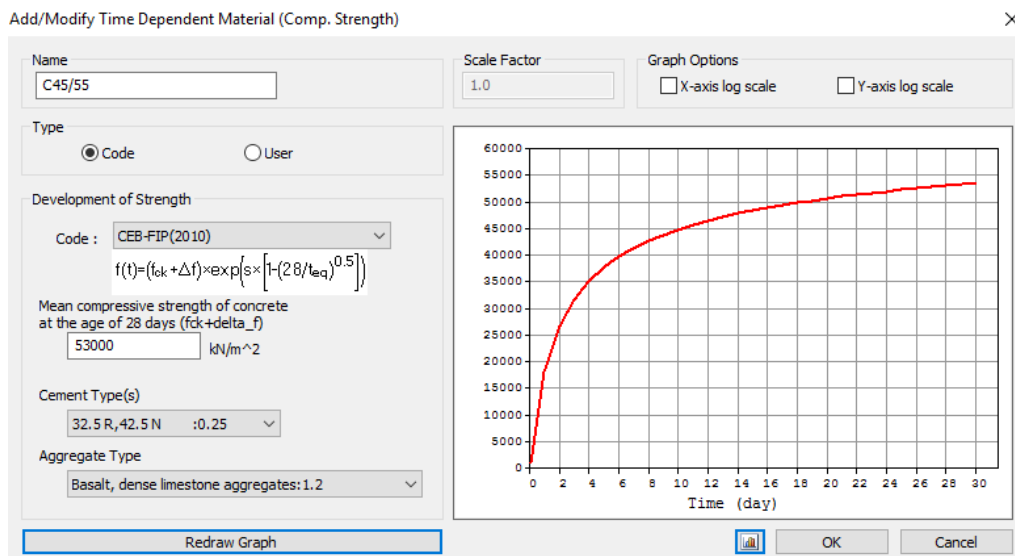 Add/Modify Time Dependent Material (Comp. Strength)
Name
C45/55
Scale Factor
1.0
Graph Options
X-axis log scale
Y-axis log scale
Type
Code
User
Development of Strength
Code :
CEB-FIP(2010)
f(t)=(fck+Δf)×exp{s×[1-(28/teq)^0.5]}
Mean compressive strength of concrete
at the age of 28 days (fck+delta_f)
53000
kN/m^2
Cement Type(s)
32.5 R,42.5 N :0.25
Aggregate Type
Basalt, dense limestone aggregates:1.2
Redraw Graph
60000
55000
50000
45000
40000
35000
30000
25000
20000
15000
10000
5000
0
0 2 4 6 8 10 12 14 16 18 20 22 24 26 28 30
Time (day)
OK
Cancel